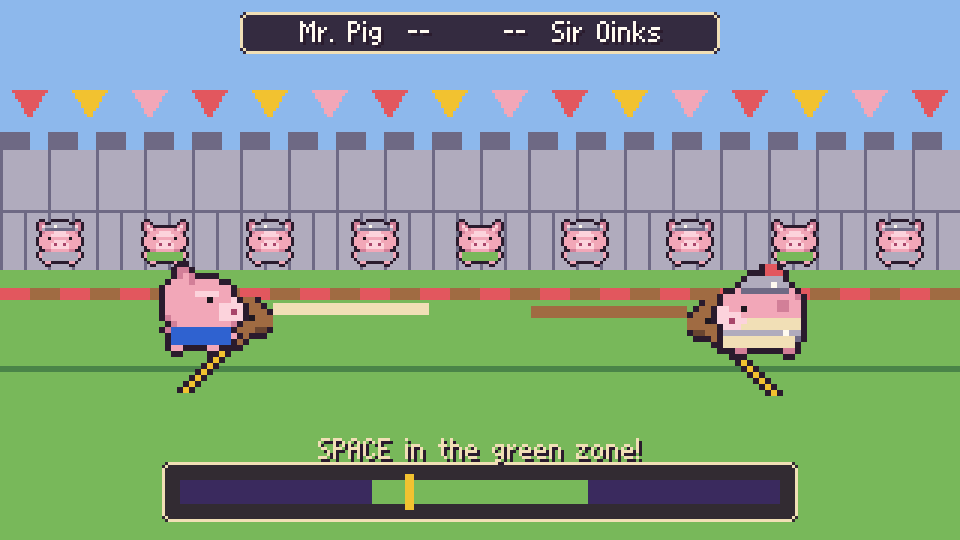 Mr. Pig -- -- Sir Oinks
SPACE in the green zone!